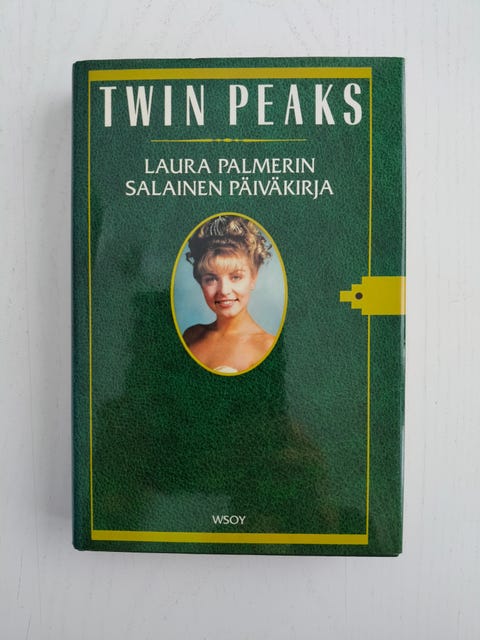 TWIN PEAKS
LAURA PALMERIN
SALAINEN PÄIVÄKIRJA
WSOY